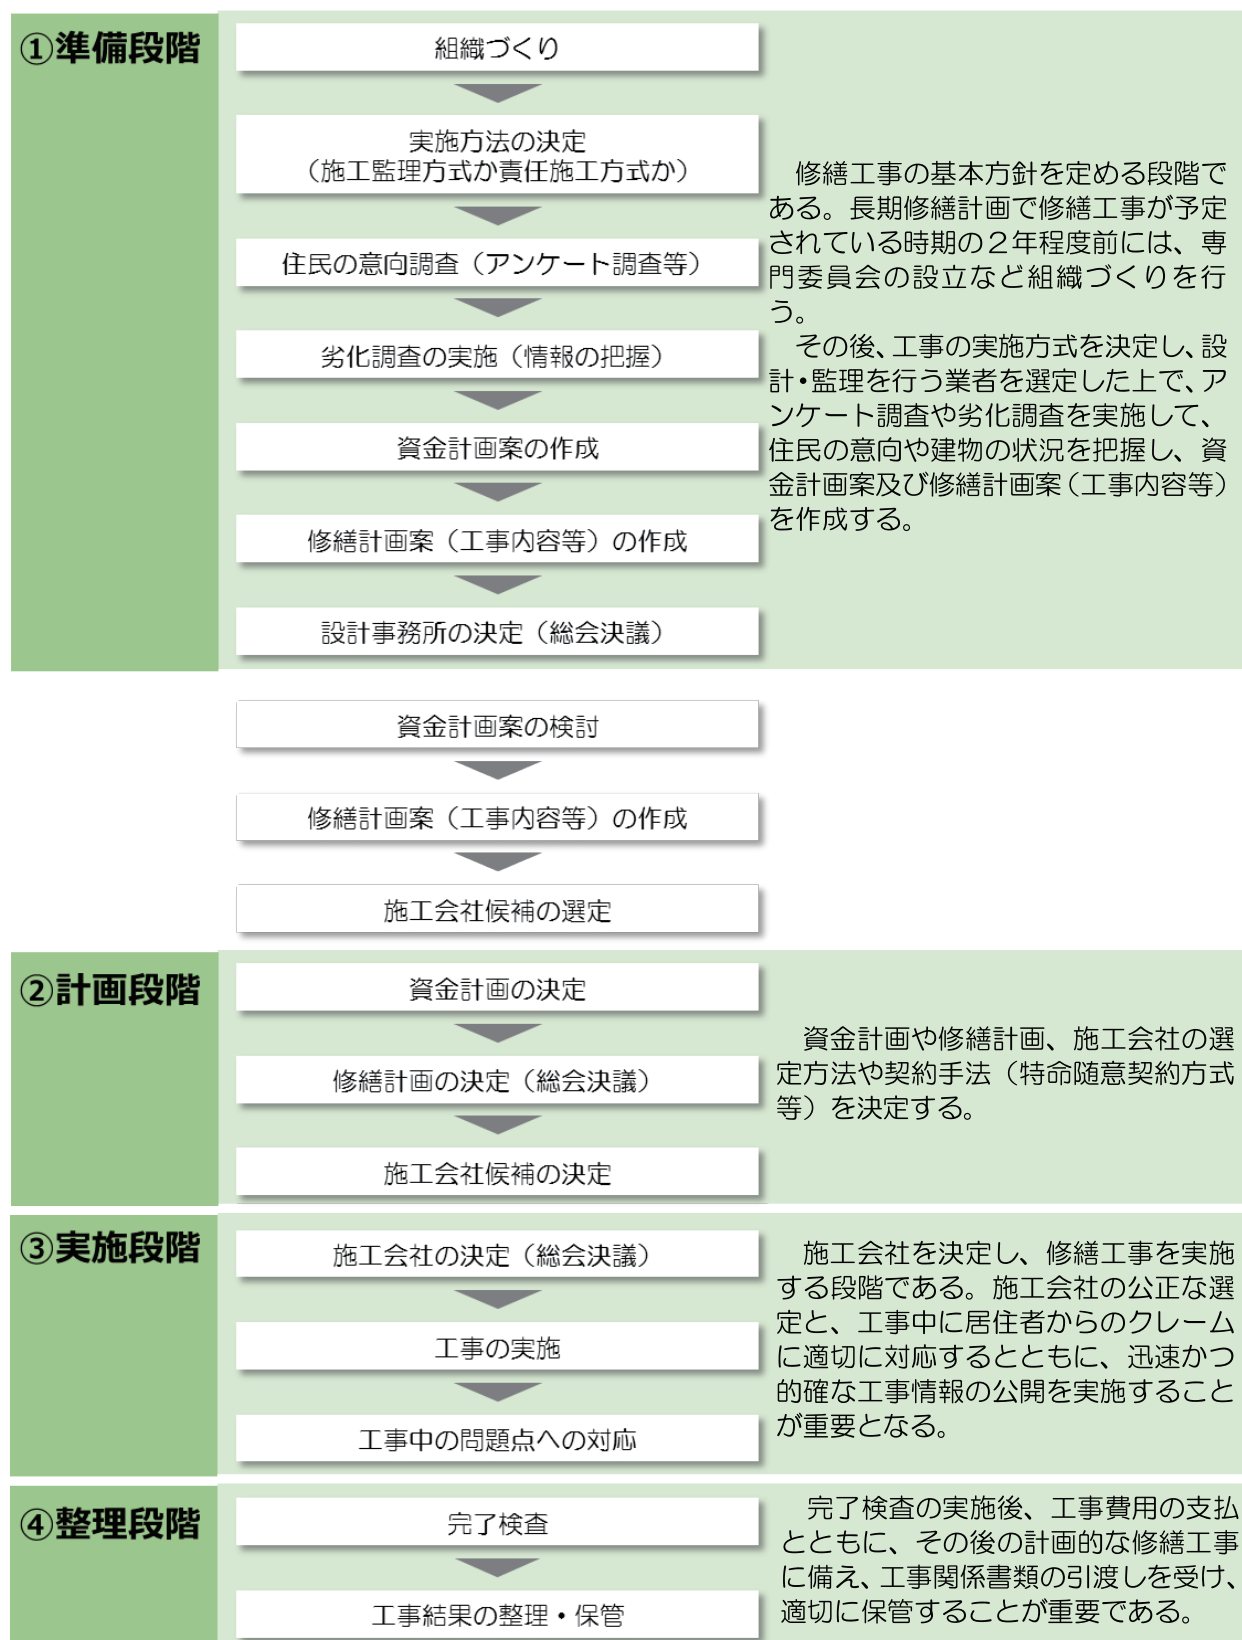 ①準備段階
組織づくり
実施方法の決定
（施工監理方式か責任施工方式か）
住民の意向調査（アンケート調査等）
劣化調査の実施（情報の把握）
資金計画案の作成
修繕計画案（工事内容等）の作成
設計事務所の決定（総会決議）
修繕工事の基本方針を定める段階で
ある。長期修繕計画で修繕工事が予定
されている時期の２年程度前には、専
門委員会の設立など組織づくりを行
う。
その後、工事の実施方式を決定し、設
計・監理を行う業者を選定した上で、ア
ンケート調査や劣化調査を実施して、
住民の意向や建物の状況を把握し、資
金計画案及び修繕計画案（工事内容等）
を作成する。
資金計画案の検討
修繕計画案（工事内容等）の作成
施工会社候補の選定
②計画段階
資金計画の決定
修繕計画の決定（総会決議）
施工会社候補の決定
資金計画や修繕計画、施工会社の選
定方法や契約手法（特命随意契約方式
等）を決定する。
③実施段階
施工会社の決定（総会決議）
工事の実施
工事中の問題点への対応
施工会社を決定し、修繕工事を実施
する段階である。施工会社の公正な選
定と、工事中に居住者からのクレーム
に適切に対応するとともに、迅速かつ
的確な工事情報の公開を実施すること
が重要となる。
④整理段階
完了検査
工事結果の整理・保管
完了検査の実施後、工事費用の支払
とともに、その後の計画的な修繕工事
に備え、工事関係書類の引渡しを受け、
適切に保管することが重要である。